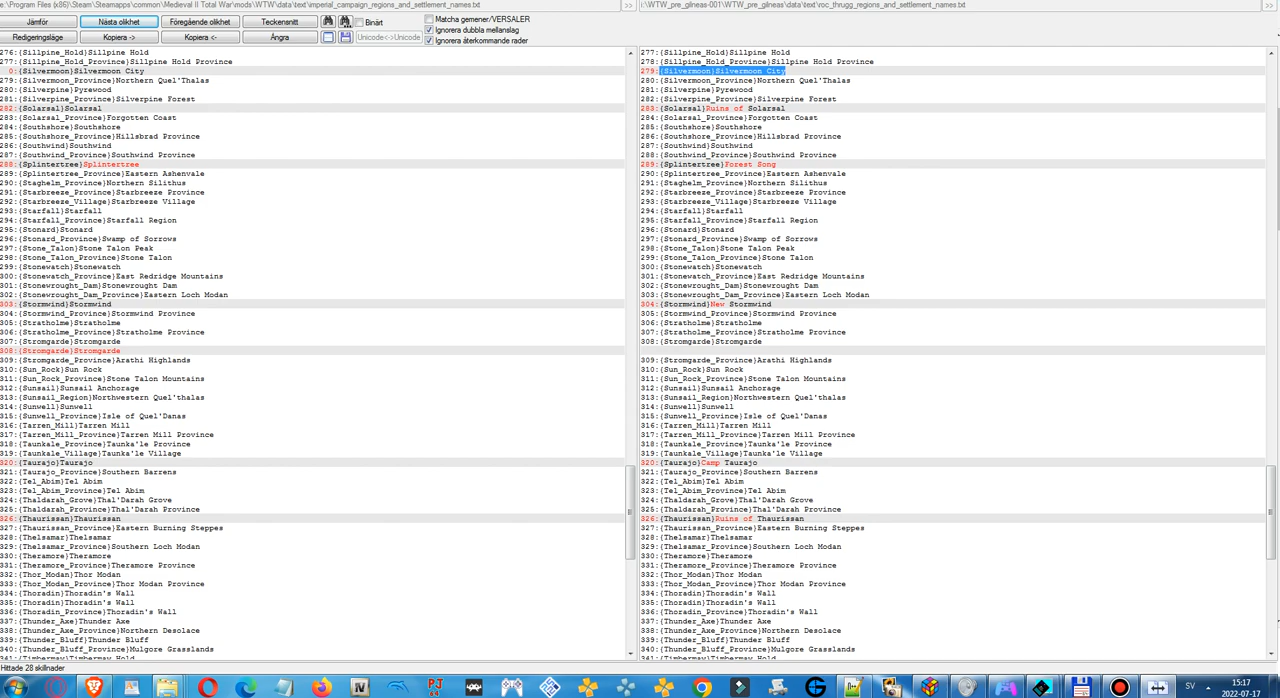 e: Program Files (x86)\Steam\Steamapps\common\Medieval II Total War\mods\WTW\data\text\imperial_campaign_regions_and_settlement_names.txt
>>
i:\WTW_pre_gilneas-001\WTW_pre_gilneas\data\text\roc_thrugg_regions_and_settlement_names.txt
>>
Jämför
Nästa olikhet
Föregående olikhet
Teckensnitt
Binärt
Matcha gemener/VERSALER
Ignorera dubbla mellanslag
Redigeringsläge
Kopiera ->
Kopiera <-
Ångra
Unicode<->Unicode
Ignorera återkommande rader
276:{Sillpine_Hold}Sillpine Hold
278:{Sillpine_Hold_Province}Sillpine Hold Province
0:{Silvermoon}Silvermoon City
279:{Silvermoon_Province}Northern Quel'Thalas
280:{Silverpine}Pyrewood
281:{Silverpine_Province}Silverpine Forest
282:{Solarsal}Solarsal
283:{Solarsal_Province}Forgotten Coast
284:{Southshore}Southshore
285:{Southshore_Province}Hillsbrad Province
286:{Southwind}Southwind
287:{Southwind_Province}Southwind Province
288:{Splintertree}Splintertree
289:{Splintertree_Province}Eastern Ashenvale
290:{Staghelm_Province}Northern Silithus
291:{Starbreeze_Province}Starbreeze Province
292:{Starbreeze_Village}Starbreeze Village
293:{Starfall}Starfall
294:{Starfall_Province}Starfall Region
295:{Stonard}Stonard
296:{Stonard_Province}Swamp of Sorrows
297:{Stone_Talon}Stone Talon Peak
298:{Stone_Talon_Province}Stone Talon
299:{Stonewatch}Stonewatch
300:{Stonewatch_Province}East Redridge Mountains
301:{Stonewrought_Dam}Stonewrought Dam
302:{Stonewrought_Dam_Province}Eastern Loch Modan
303:{Stormwind}Stormwind
304:{Stormwind_Province}Stormwind Province
305:{Stratholme}Stratholme
306:{Stratholme_Province}Stratholme Province
307:{Stromgarde}Stromgarde
308:{Stromgarde}Stromgarde
309:{Stromgarde_Province}Arathi Highlands
310:{Sun_Rock}Sun Rock
311:{Sun_Rock_Province}Stone Talon Mountains
312:{Sunsail}Sunsail Anchorage
313:{Sunsail_Region}Northwestern Quel'thalas
314:{Sunwell}Sunwell
315:{Sunwell_Province}Isle of Quel'Danas
316:{Tarren_Mill}Tarren Mill
317:{Tarren_Mill_Province}Tarren Mill Province
318:{Taunkale_Province}Taunka'le Province
319:{Taunkale_Village}Taunka'le Village
320:{Taurajo}Taurajo
321:{Taurajo_Province}Southern Barrens
322:{Tel_Abim}Tel Abim
323:{Tel_Abim_Province}Tel Abim
324:{Thaldarah_Grove}Thal'Darah Grove
325:{Thaldarah_Province}Thal'Darah Province
326:{Thaurissan}Thaurissan
327:{Thaurissan_Province}Eastern Burning Steppes
328:{Thelsamar}Thelsamar
329:{Thelsamar_Province}Southern Loch Modan
330:{Theramore}Theramore
331:{Theramore_Province}Theramore Province
332:{Thor_Modan}Thor Modan
333:{Thor_Modan_Province}Thor Modan Province
334:{Thoradin}Thoradin's Wall
335:{Thoradin}Thoradin's Wall
336:{Thoradin_Province}Thoradin's Wall
337:{Thunder_Axe}Thunder Axe
338:{Thunder_Axe_Province}Northern Desolace
339:{Thunder_Bluff}Thunder Bluff
340:{Thunder_Bluff_Province}Mulgore Grasslands
341:{Timbermaw}Timbermaw Hold
277:{Sillpine_Hold}Sillpine Hold
278:{Sillpine_Hold_Province}Sillpine Hold Province
279:{Silvermoon}Silvermoon City
280:{Silvermoon_Province}Northern Quel'Thalas
281:{Silverpine}Pyrewood
282:{Silverpine_Province}Silverpine Forest
283:{Solarsal}Ruins of Solarsal
284:{Solarsal_Province}Forgotten Coast
285:{Southshore}Southshore
286:{Southshore_Province}Hillsbrad Province
287:{Southwind}Southwind
288:{Southwind_Province}Southwind Province
289:{Splintertree}Forest Song
290:{Splintertree_Province}Eastern Ashenvale
291:{Staghelm_Province}Northern Silithus
292:{Starbreeze_Province}Starbreeze Province
293:{Starbreeze_Village}Starbreeze Village
294:{Starfall}Starfall
295:{Starfall_Province}Starfall Region
296:{Stonard}Stonard
297:{Stonard_Province}Swamp of Sorrows
298:{Stone_Talon}Stone Talon Peak
299:{Stone_Talon_Province}Stone Talon
300:{Stonewatch}Stonewatch
301:{Stonewatch_Province}East Redridge Mountains
302:{Stonewrought_Dam}Stonewrought Dam
303:{Stonewrought_Dam_Province}Eastern Loch Modan
304:{Stormwind}New Stormwind
305:{Stormwind_Province}Stormwind Province
306:{Stratholme}Stratholme
307:{Stratholme_Province}Stratholme Province
308:{Stromgarde}Stromgarde
309:{Stromgarde_Province}Arathi Highlands
310:{Sun_Rock}Sun Rock
311:{Sun_Rock_Province}Stone Talon Mountains
312:{Sunsail}Sunsail Anchorage
313:{Sunsail_Region}Northwestern Quel'thalas
314:{Sunwell}Sunwell
315:{Sunwell_Province}Isle of Quel'Danas
316:{Tarren_Mill}Tarren Mill
317:{Tarren_Mill_Province}Tarren Mill Province
318:{Taunkale_Province}Taunka'le Province
319:{Taunkale_Village}Taunka'le Village
320:{Taurajo}Camp Taurajo
321:{Taurajo_Province}Southern Barrens
322:{Tel_Abim}Tel Abim
323:{Tel_Abim_Province}Tel Abim
324:{Thaldarah_Grove}Thal'Darah Grove
325:{Thaldarah_Province}Thal'Darah Province
326:{Thaurissan}Ruins of Thaurissan
327:{Thaurissan_Province}Eastern Burning Steppes
328:{Thelsamar}Thelsamar
329:{Thelsamar_Province}Southern Loch Modan
330:{Theramore}Theramore
331:{Theramore_Province}Theramore Province
332:{Thor_Modan}Thor Modan
333:{Thor_Modan_Province}Thor Modan Province
334:{Thoradin}Thoradin's Wall
335:{Thoradin}Thoradin's Wall
336:{Thoradin_Province}Thoradin's Wall
337:{Thunder_Axe}Thunder Axe
338:{Thunder_Axe_Province}Northern Desolace
339:{Thunder_Bluff}Thunder Bluff
340:{Thunder_Bluff_Province}Mulgore Grasslands
341:{Timbermaw}Timbermaw Hold
Hittade 28 skillnader
SV
15:17
2022-07-17